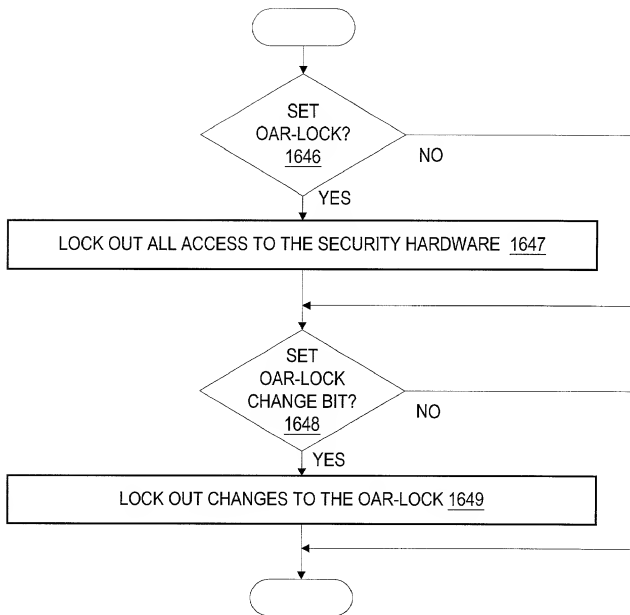 SET
OAR-LOCK?
1646
NO
YES
LOCK OUT ALL ACCESS TO THE SECURITY HARDWARE 1647
SET
OAR-LOCK
CHANGE BIT?
1648
NO
YES
LOCK OUT CHANGES TO THE OAR-LOCK 1649